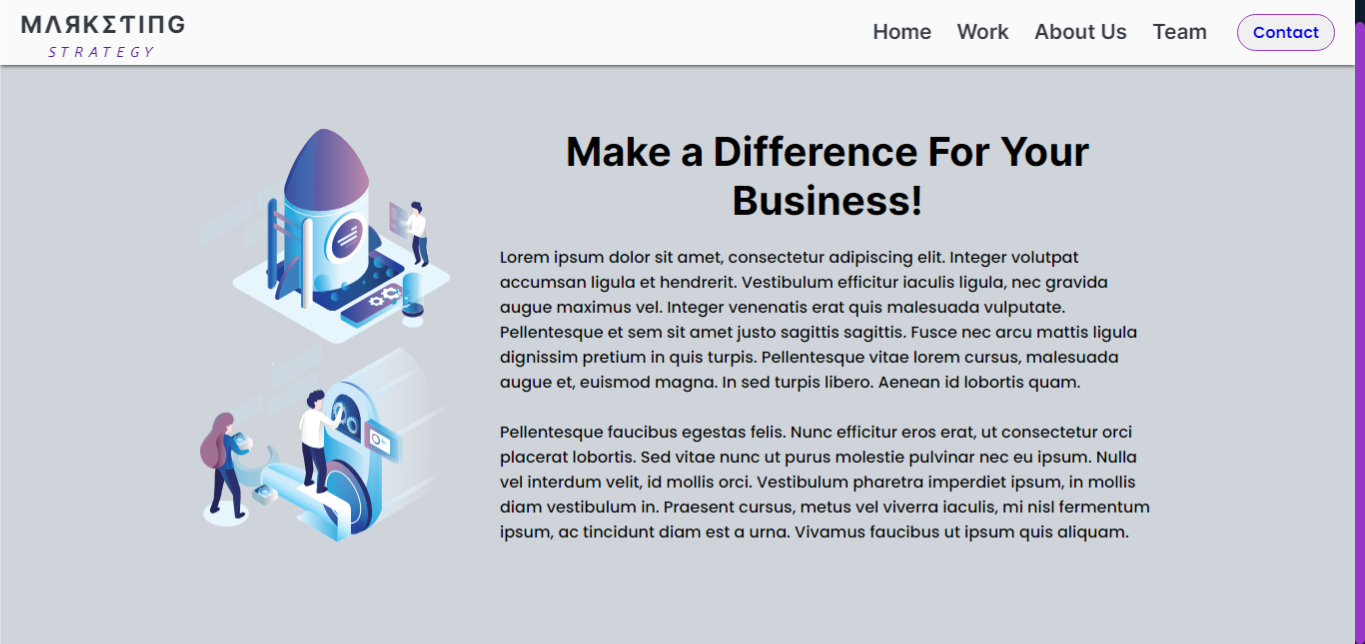 MΛЯKΣTIПG
STRATEGY
Home Work About Us Team Contact
Make a Difference For Your
Business!
Lorem ipsum dolor sit amet, consectetur adipiscing elit. Integer volutpat
accumsan ligula et hendrerit. Vestibulum efficitur iaculis ligula, nec gravida
augue maximus vel. Integer venenatis erat quis malesuada vulputate.
Pellentesque et sem sit amet justo sagittis sagittis. Fusce nec arcu mattis ligula
dignissim pretium in quis turpis. Pellentesque vitae lorem cursus, malesuada
augue et, euismod magna. In sed turpis libero. Aenean id lobortis quam.
Pellentesque faucibus egestas felis. Nunc efficitur eros erat, ut consectetur orci
placerat lobortis. Sed vitae nunc ut purus molestie pulvinar nec eu ipsum. Nulla
vel interdum velit, id mollis orci. Vestibulum pharetra imperdiet ipsum, in mollis
diam vestibulum in. Praesent cursus, metus vel viverra iaculis, mi nisl fermentum
ipsum, ac tincidunt diam est a urna. Vivamus faucibus ut ipsum quis aliquam.